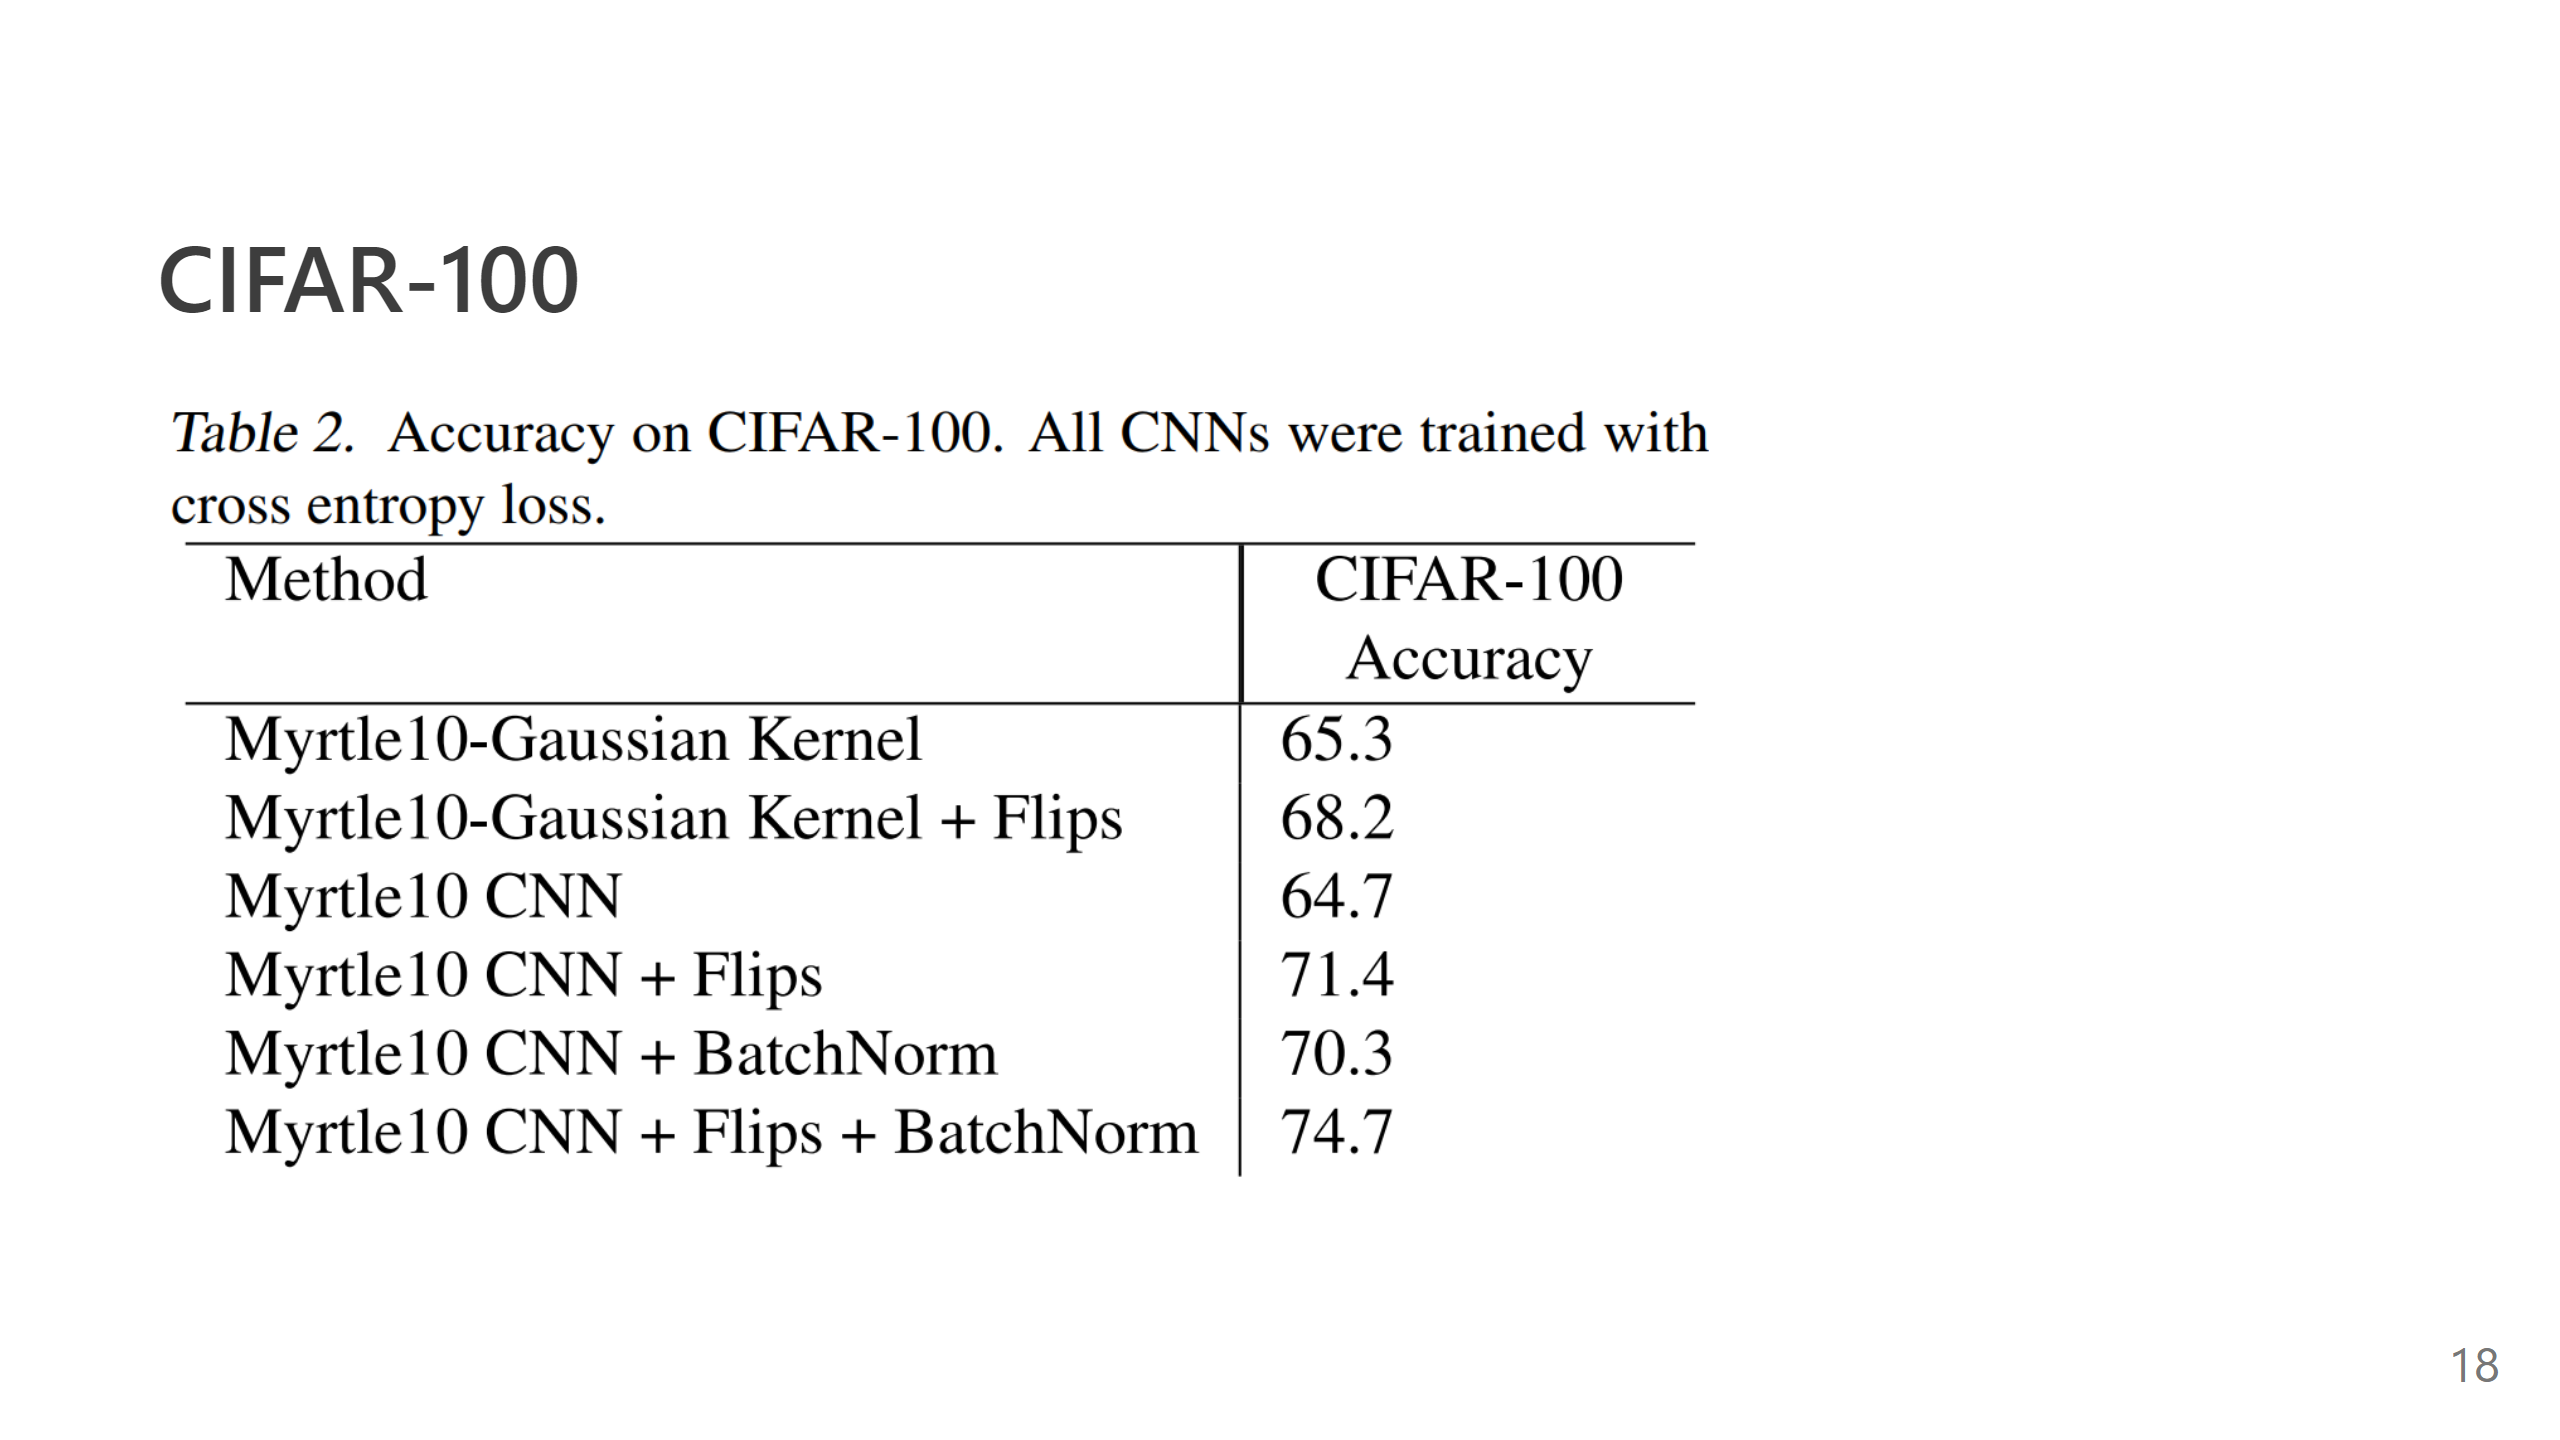 CIFAR-100
Table 2. Accuracy on CIFAR-100. All CNNs were trained with
cross entropy loss.
Method CIFAR-100
Accuracy
Myrtle10-Gaussian Kernel 65.3
Myrtle10-Gaussian Kernel + Flips 68.2
Myrtle10 CNN 64.7
Myrtle10 CNN + Flips 71.4
Myrtle10 CNN + BatchNorm 70.3
Myrtle10 CNN + Flips + BatchNorm 74.7
18